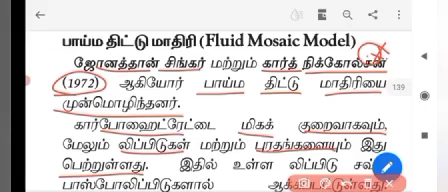 பாய்ம திட்டு மாதிரி (Fluid Mosaic Model)
ஜோனத்தான் சிங்கர் மற்றும் கார்த் நிக்கோல்சன்
(1972) ஆகியோர் பாய்ம திட்டு மாதிரியை
முன்மொழிந்தனர்.
கார்போஹைட்ரேட்டை மிகக் குறைவாகவும்,
மேலும் லிப்பிடுகள் மற்றும் புரதங்களையும் இது
பெற்றுள்ளது. இதில் உள்ள லிப்பிடு
பாஸ்போலிப்பிடுகளால்
139